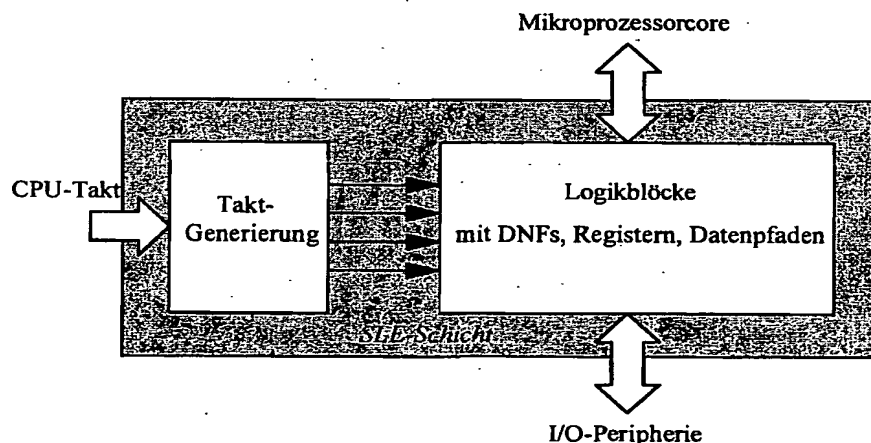 Mikroprozessorcore
CPU-Takt
Takt-
Generierung
Logikblöcke
mit DNFs, Registern, Datenpfaden
SLE-Schicht
I/O-Peripherie